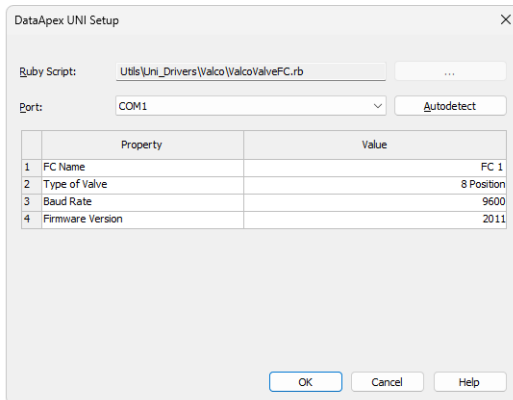 DataApex UNI Setup
Ruby Script: Utils\Uni_Drivers\Valco\ValcoValveFC.rb ...
Port: COM1 Autodetect
Property Value
1 FC Name FC 1
2 Type of Valve 8 Position
3 Baud Rate 9600
4 Firmware Version 2011
OK Cancel Help